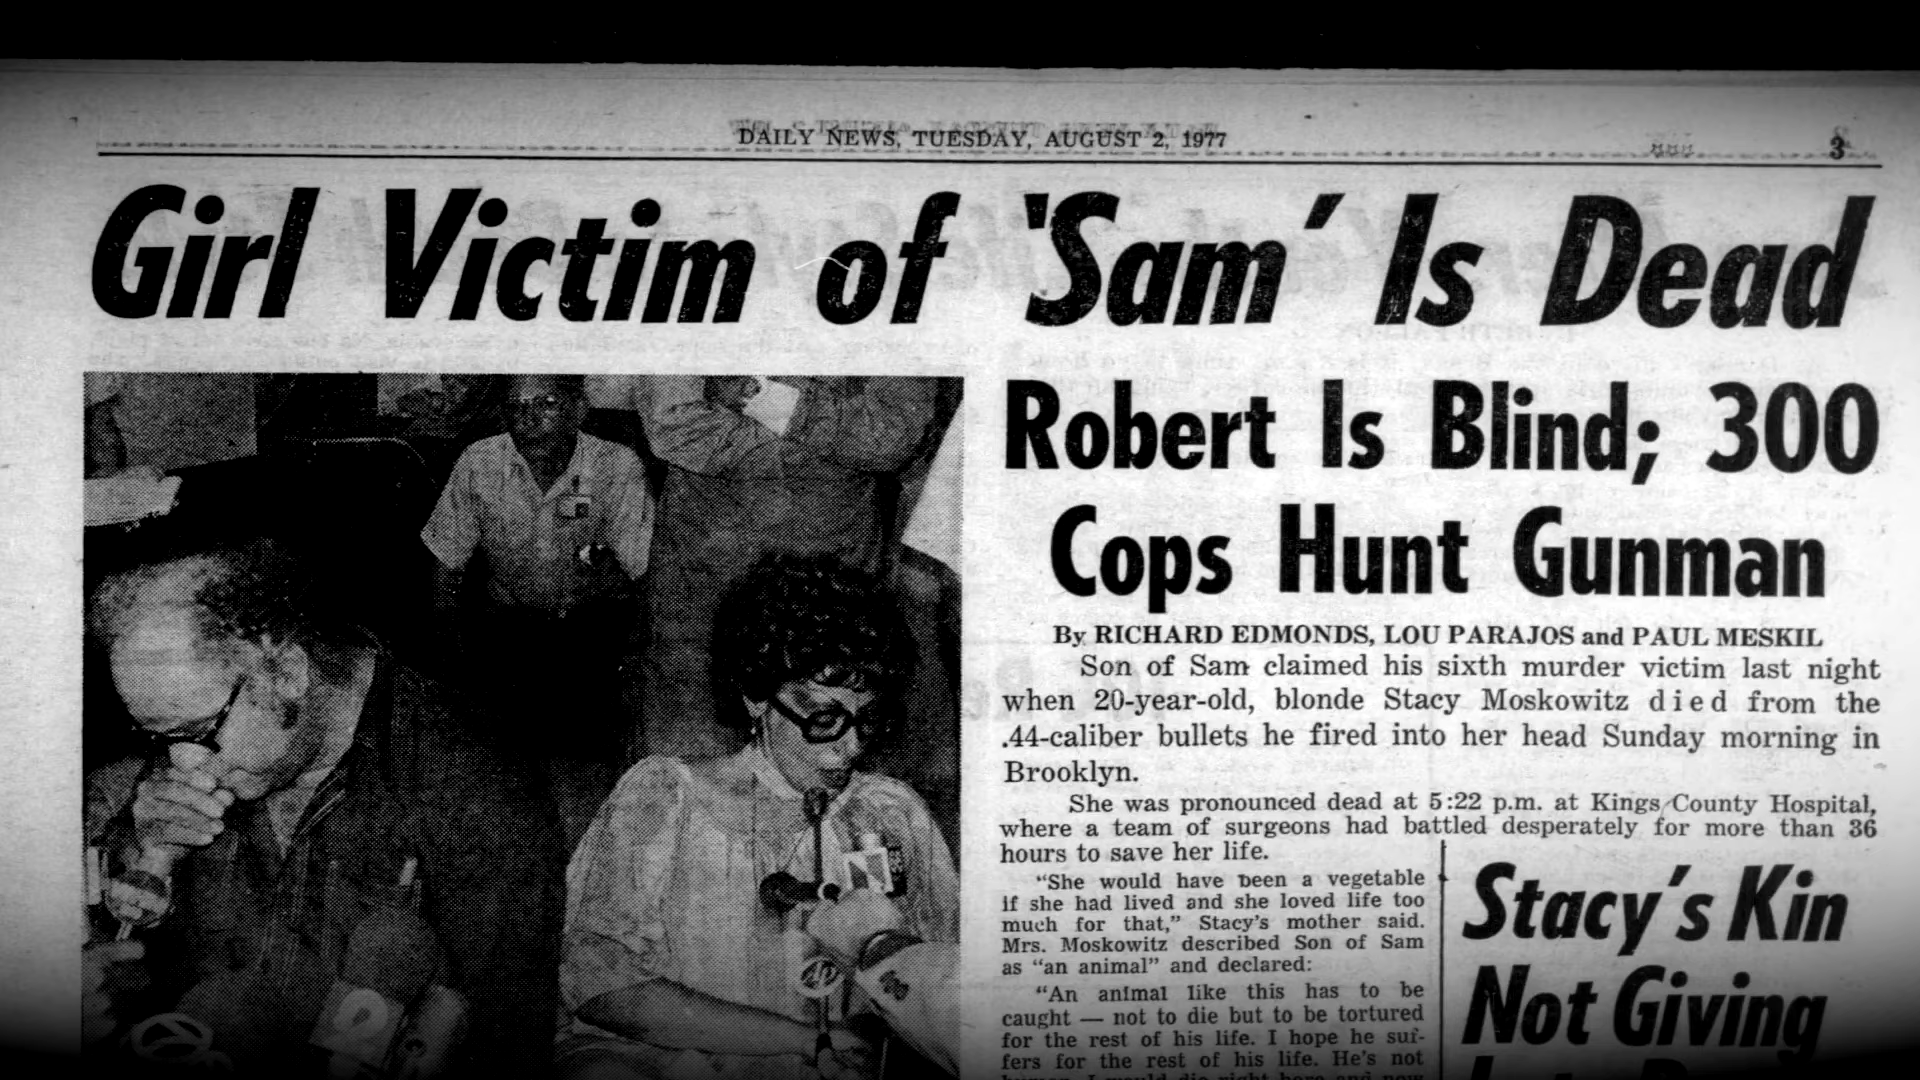 DAILY NEWS, TUESDAY, AUGUST 2, 1977
3
Girl Victim of 'Sam' Is Dead
Robert Is Blind; 300
Cops Hunt Gunman
By RICHARD EDMONDS, LOU PARAJOS and PAUL MESKIL
Son of Sam claimed his sixth murder victim last night
when 20-year-old, blonde Stacy Moskowitz died from the
.44-caliber bullets he fired into her head Sunday morning in
Brooklyn.
She was pronounced dead at 5:22 p.m. at Kings County Hospital,
where a team of surgeons had battled desperately for more than 36
hours to save her life.
“She would have been a vegetable
if she had lived and she loved life too
much for that,” Stacy’s mother said.
Mrs. Moskowitz described Son of Sam
as “an animal” and declared:
“An animal like this has to be
caught — not to die but to be tortured
for the rest of his life. I hope he suf-
fers for the rest of his life. He’s not
Stacy’s Kin
Not Giving
2